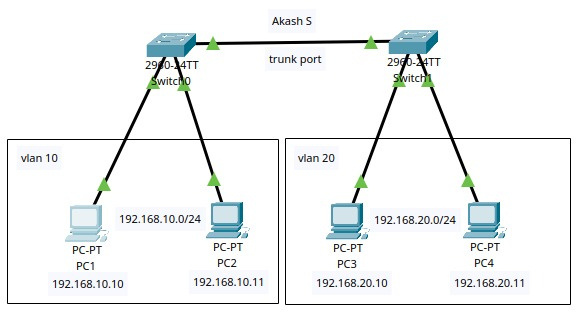 Akash S
trunk port
2960-24TT
Switch0
2960-24TT
Switch1
vlan 10
192.168.10.0/24
PC-PT
PC1
192.168.10.10
PC-PT
PC2
192.168.10.11
vlan 20
192.168.20.0/24
PC-PT
PC3
192.168.20.10
PC-PT
PC4
192.168.20.11